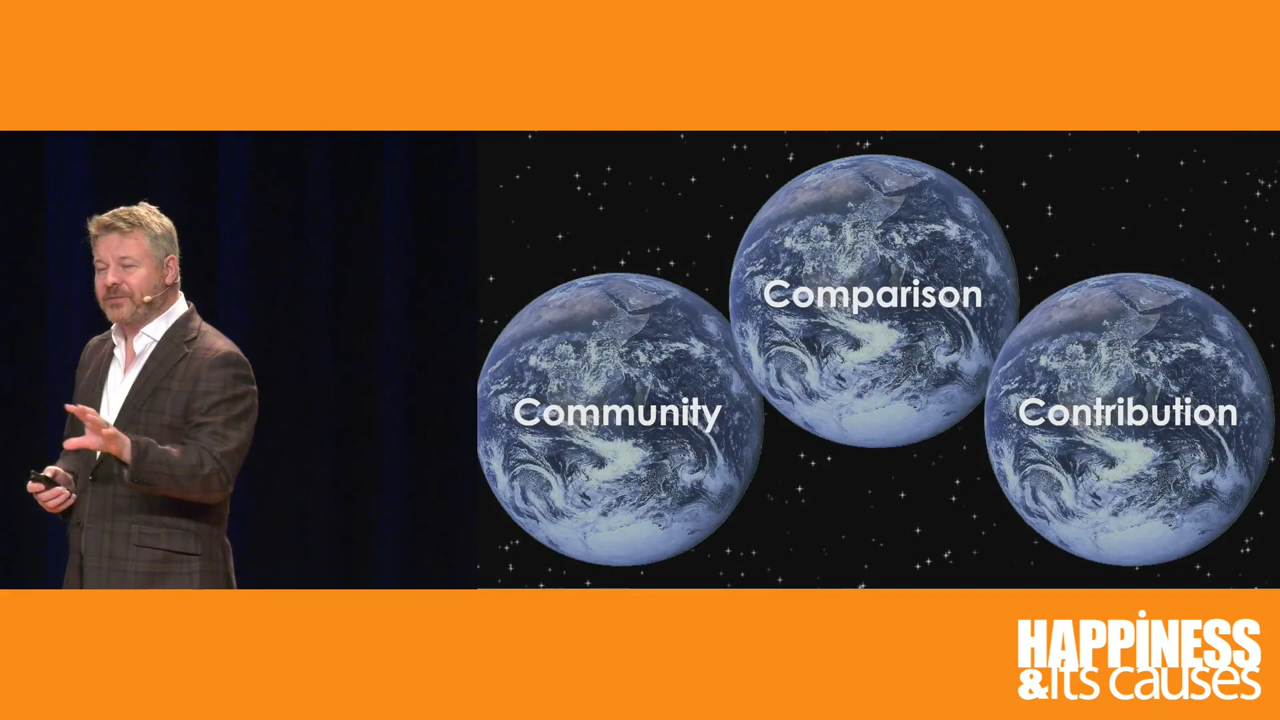 Comparison
Community
Contribution
HAPPiNESS
&its causes